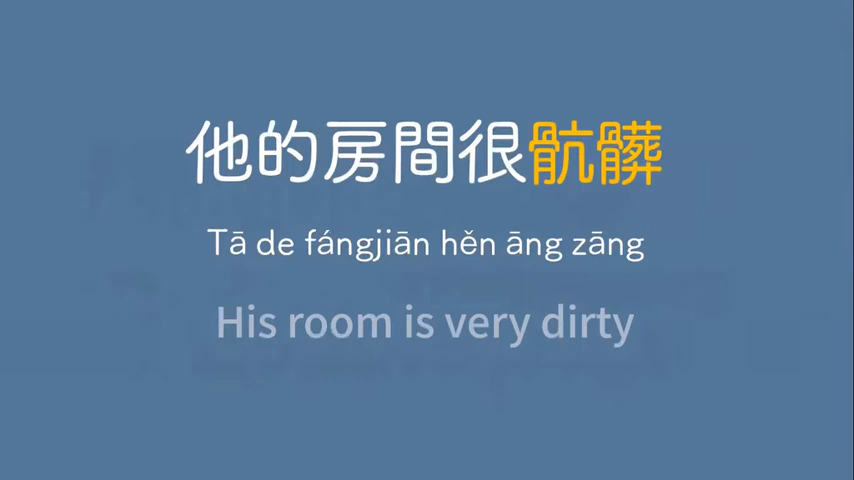 他的房間很骯髒
Tā de fángjiān hěn āng zāng
His room is very dirty